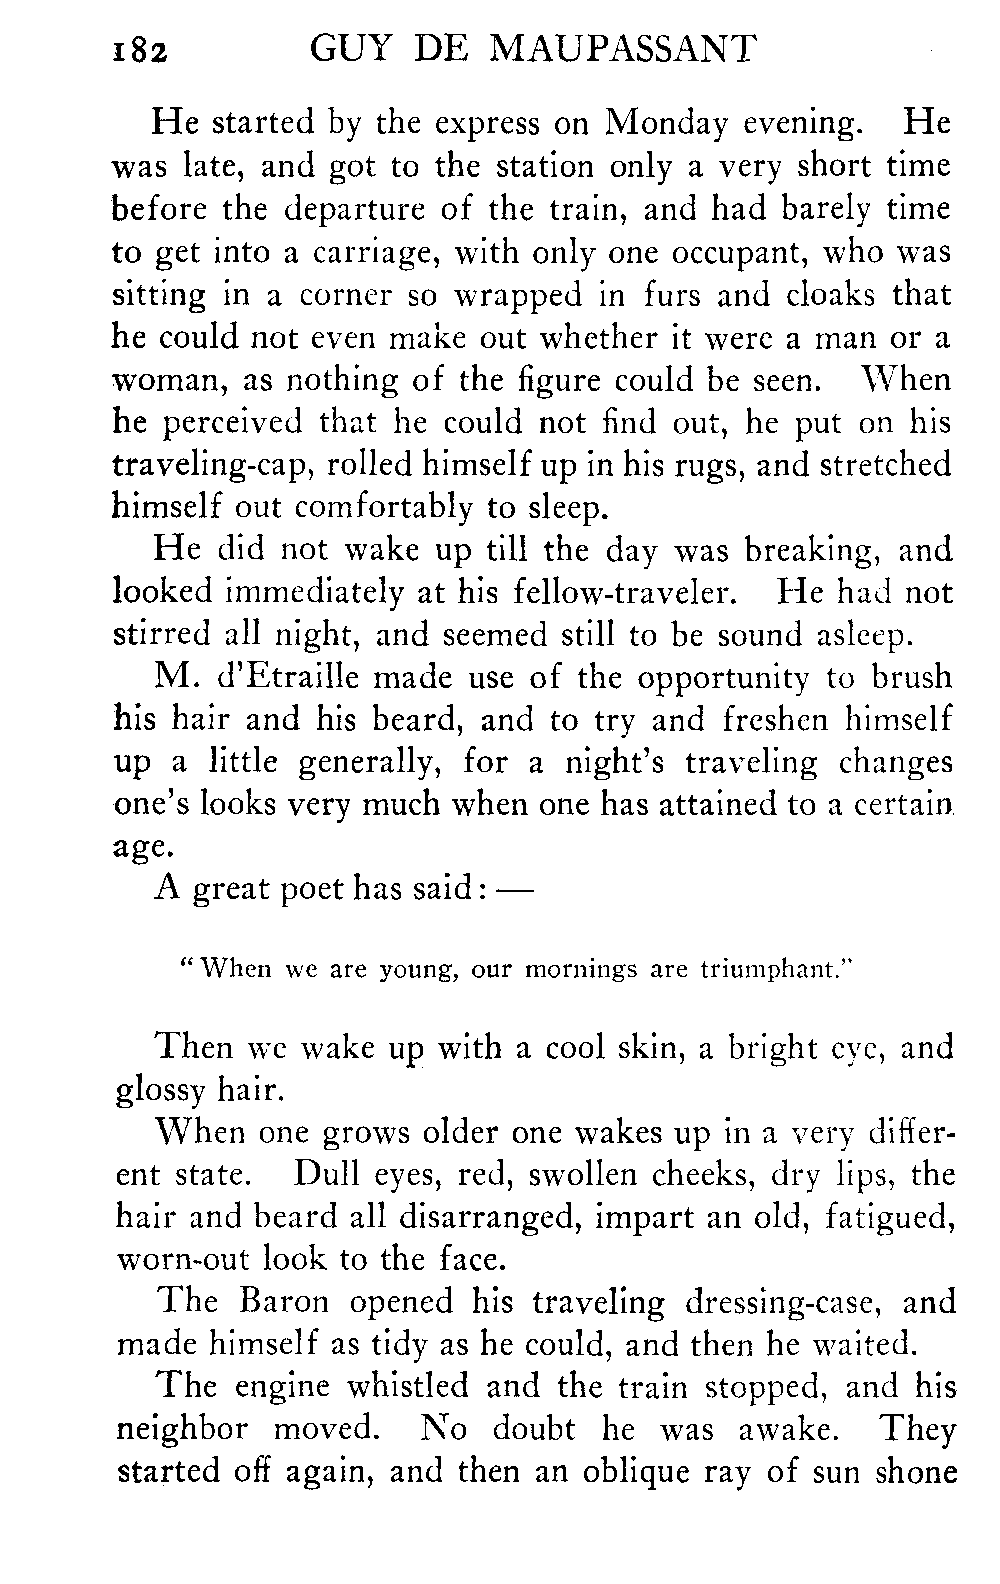 182 GUY DE MAUPASSANT
He started by the express on Monday evening. He
was late, and got to the station only a very short time
before the departure of the train, and had barely time
to get into a carriage, with only one occupant, who was
sitting in a corner so wrapped in furs and cloaks that
he could not even make out whether it were a man or a
woman, as nothing of the figure could be seen. When
he perceived that he could not find out, he put on his
traveling-cap, rolled himself up in his rugs, and stretched
himself out comfortably to sleep.
He did not wake up till the day was breaking, and
looked immediately at his fellow-traveler. He had not
stirred all night, and seemed still to be sound asleep.
M. d'Etraille made use of the opportunity to brush
his hair and his beard, and to try and freshen himself
up a little generally, for a night's traveling changes
one's looks very much when one has attained to a certain
age.
A great poet has said: —
"When we are young, our mornings are triumphant."
Then we wake up with a cool skin, a bright eye, and
glossy hair.
When one grows older one wakes up in a very differ-
ent state. Dull eyes, red, swollen cheeks, dry lips, the
hair and beard all disarranged, impart an old, fatigued,
worn-out look to the face.
The Baron opened his traveling dressing-case, and
made himself as tidy as he could, and then he waited.
The engine whistled and the train stopped, and his
neighbor moved. No doubt he was awake. They
started off again, and then an oblique ray of sun shone